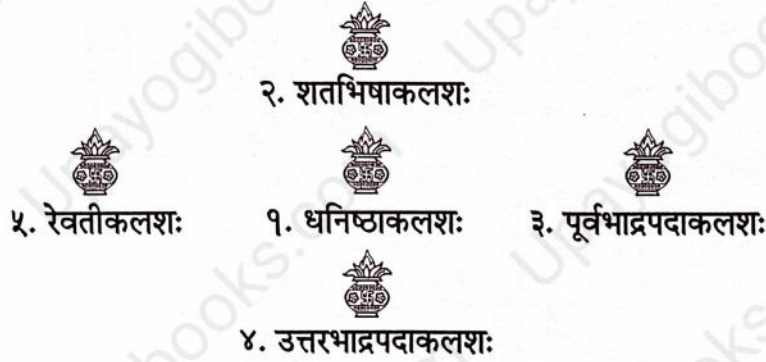 २. शतभिषाकलशः
५. रेवतीकलशः १. धनिष्ठाकलशः ३. पूर्वभाद्रपदाकलशः
४. उत्तरभाद्रपदाकलशः